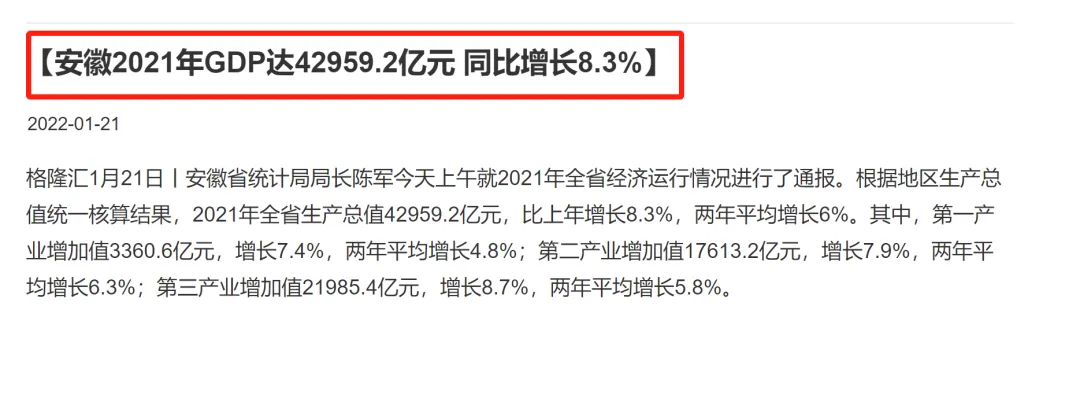 【安徽2021年GDP达42959.2亿元 同比增长8.3%】
2022-01-21
格隆汇1月21日丨安徽省统计局局长陈军今天上午就2021年全省经济运行情况进行了通报。根据地区生产总
值统一核算结果，2021年全省生产总值42959.2亿元，比上年增长8.3%，两年平均增长6%。其中，第一产
业增加值3360.6亿元，增长7.4%，两年平均增长4.8%；第二产业增加值17613.2亿元，增长7.9%，两年平
均增长6.3%；第三产业增加值21985.4亿元，增长8.7%，两年平均增长5.8%。